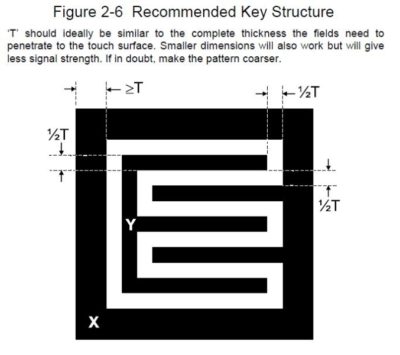 Figure 2-6 Recommended Key Structure
'T' should ideally be similar to the complete thickness the fields need to
penetrate to the touch surface. Smaller dimensions will also work but will give
less signal strength. If in doubt, make the pattern coarser.
≥T
½T
½T
½T
Y
X